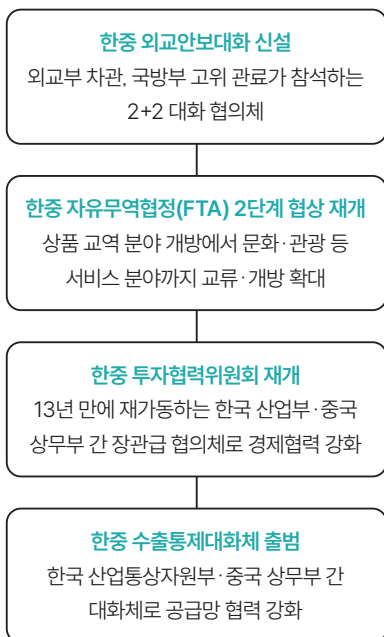 한중 외교안보대화 신설
외교부 차관, 국방부 고위 관료가 참석하는
2+2 대화 협의체
한중 자유무역협정(FTA) 2단계 협상 재개
상품 교역 분야 개방에서 문화·관광 등
서비스 분야까지 교류·개방 확대
한중 투자협력위원회 재개
13년 만에 재가동하는 한국 산업부·중국
상무부 간 장관급 협의체로 경제협력 강화
한중 수출통제대화체 출범
한국 산업통상자원부·중국 상무부 간
대화체로 공급망 협력 강화